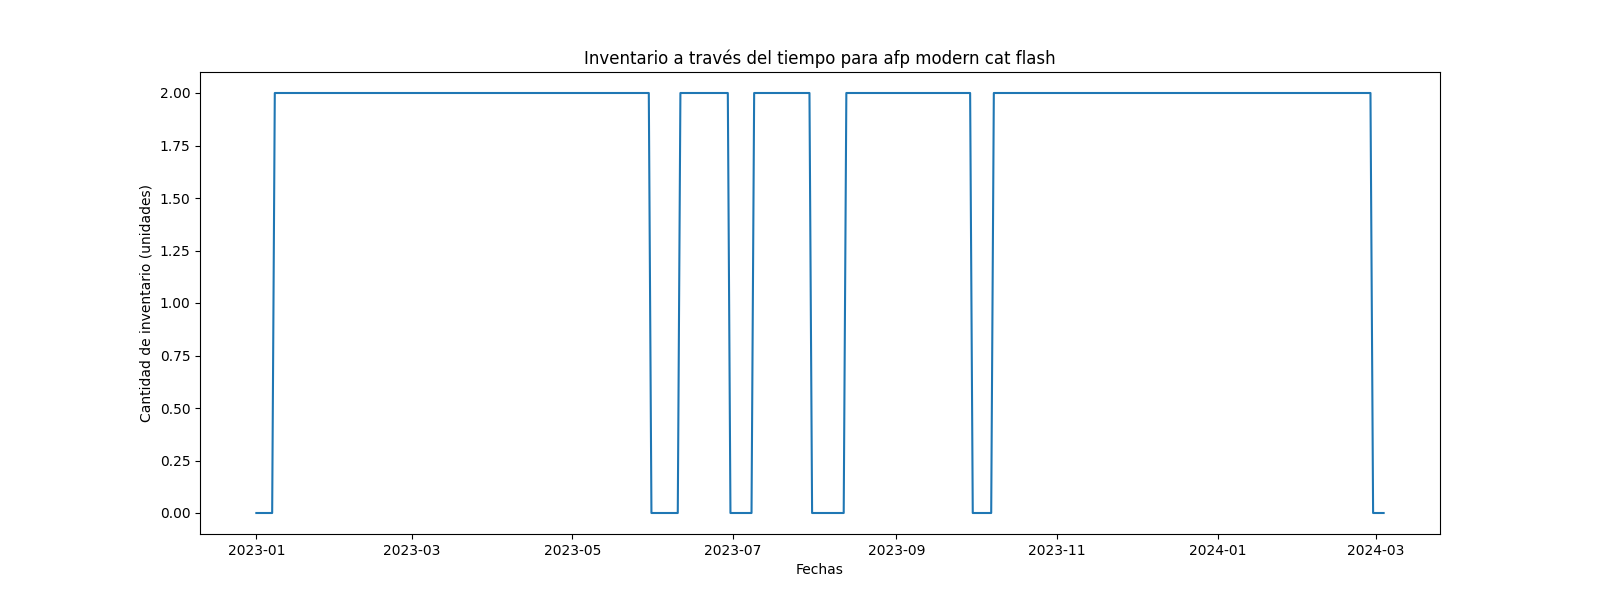 Inventario a través del tiempo para afp modern cat flash
Cantidad de inventario (unidades)
2.00
1.75
1.50
1.25
1.00
0.75
0.50
0.25
0.00
2023-01 2023-03 2023-05 2023-07 2023-09 2023-11 2024-01 2024-03
Fechas